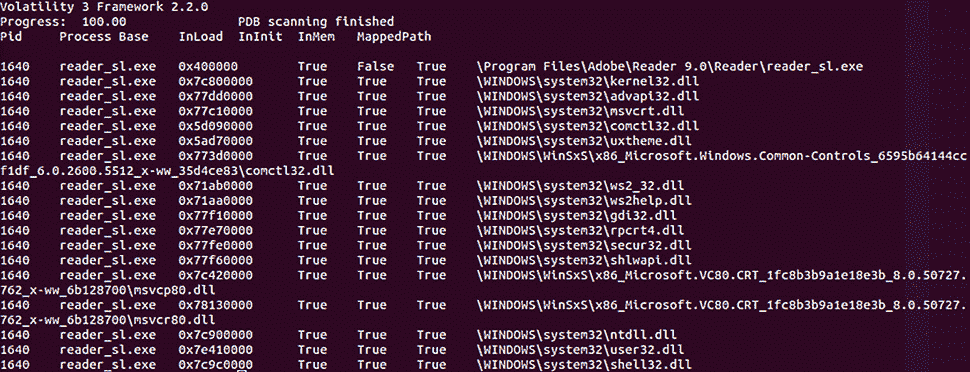 Volatility 3 Framework 2.2.0
Progress:  100.00               PDB scanning finished
Pid     Process Base    InLoad  InInit  InMem   MappedPath
1640    reader_sl.exe   0x400000        True    False   True    \Program Files\Adobe\Reader 9.0\Reader\reader_sl.exe
1640    reader_sl.exe   0x7c800000      True    True    True    \WINDOWS\system32\kernel32.dll
1640    reader_sl.exe   0x77dd0000      True    True    True    \WINDOWS\system32\advapi32.dll
1640    reader_sl.exe   0x77c10000      True    True    True    \WINDOWS\system32\msvcrt.dll
1640    reader_sl.exe   0x5d090000      True    True    True    \WINDOWS\system32\comctl32.dll
1640    reader_sl.exe   0x5ad70000      True    True    True    \WINDOWS\system32\uxtheme.dll
1640    reader_sl.exe   0x773d0000      True    True    True    \WINDOWS\WinSxS\x86_Microsoft.Windows.Common-Controls_6595b64144cc
f1df_6.0.2600.5512_x-ww_35d4ce83\comctl32.dll
1640    reader_sl.exe   0x71ab0000      True    True    True    \WINDOWS\system32\ws2_32.dll
1640    reader_sl.exe   0x71aa0000      True    True    True    \WINDOWS\system32\ws2help.dll
1640    reader_sl.exe   0x77f10000      True    True    True    \WINDOWS\system32\gdi32.dll
1640    reader_sl.exe   0x77e70000      True    True    True    \WINDOWS\system32\rpcrt4.dll
1640    reader_sl.exe   0x77fe0000      True    True    True    \WINDOWS\system32\secur32.dll
1640    reader_sl.exe   0x77f60000      True    True    True    \WINDOWS\system32\shlwapi.dll
1640    reader_sl.exe   0x7c420000      True    True    True    \WINDOWS\WinSxS\x86_Microsoft.VC80.CRT_1fc8b3b9a1e18e3b_8.0.50727.
762_x-ww_6b128700\msvcp80.dll
1640    reader_sl.exe   0x78130000      True    True    True    \WINDOWS\WinSxS\x86_Microsoft.VC80.CRT_1fc8b3b9a1e18e3b_8.0.50727.
762_x-ww_6b128700\msvcr80.dll
1640    reader_sl.exe   0x7c900000      True    True    True    \WINDOWS\system32\ntdll.dll
1640    reader_sl.exe   0x7e410000      True    True    True    \WINDOWS\system32\user32.dll
1640    reader_sl.exe   0x7c9c0000      True    True    True    \WINDOWS\system32\shell32.dll